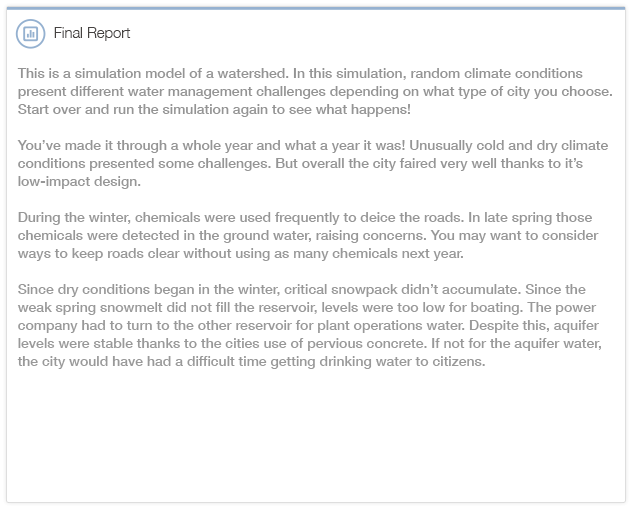 Final Report
This is a simulation model of a watershed. In this simulation, random climate conditions
present different water management challenges depending on what type of city you choose.
Start over and run the simulation again to see what happens!
You've made it through a whole year and what a year it was! Unusually cold and dry climate
conditions presented some challenges. But overall the city faired very well thanks to it's
low-impact design.
During the winter, chemicals were used frequently to deice the roads. In late spring those
chemicals were detected in the ground water, raising concerns. You may want to consider
ways to keep roads clear without using as many chemicals next year.
Since dry conditions began in the winter, critical snowpack didn't accumulate. Since the
weak spring snowmelt did not fill the reservoir, levels were too low for boating. The power
company had to turn to the other reservoir for plant operations water. Despite this, aquifer
levels were stable thanks to the cities use of pervious concrete. If not for the aquifer water,
the city would have had a difficult time getting drinking water to citizens.